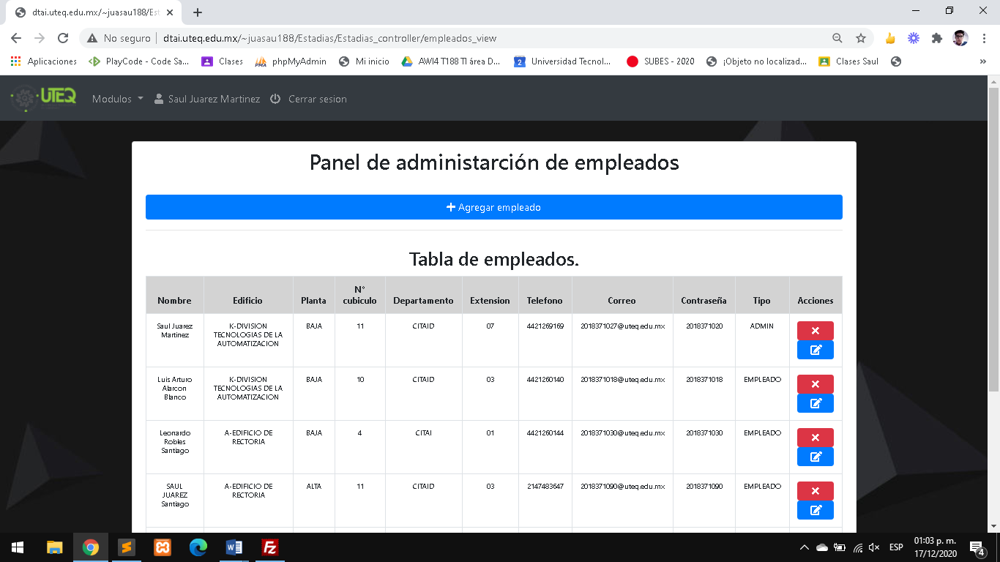 dtai.uteq.edu.mx/~juasau188/Est
No seguro | dtai.uteq.edu.mx/~juasau188/Estadias/Estadias_controller/empleados_view
Aplicaciones PlayCode - Code Sa... Clases phpMyAdmin Mi inicio AWI4 T188 TI área D... Universidad Tecnol... SUBES - 2020 ¡Objeto no localizad... Clases Saul »
UTEQ Modulos Saul Juarez Martinez Cerrar sesion
Panel de administarción de empleados
Agregar empleado
Tabla de empleados.
Nombre Edificio Planta N° cubiculo Departamento Extension Telefono Correo Contraseña Tipo Acciones
Saul Juarez Martinez K-DIVISION TECNOLOGIAS DE LA AUTOMATIZACION BAJA 11 CITAID 07 4421269169 2018371027@uteq.edu.mx 2018371020 ADMIN
Luis Arturo Alarcon Blanco K-DIVISION TECNOLOGIAS DE LA AUTOMATIZACION BAJA 10 CITAID 03 4421260140 2018371018@uteq.edu.mx 2018371018 EMPLEADO
Leonardo Robles Santiago A-EDIFICIO DE RECTORIA BAJA 4 CITAI 01 4421260144 2018371030@uteq.edu.mx 2018371030 EMPLEADO
SAUL JUAREZ Santiago A-EDIFICIO DE RECTORIA ALTA 11 CITAID 03 2147483647 2018371090@uteq.edu.mx 2018371090 EMPLEADO
ESP 01:03 p. m.
17/12/2020 4